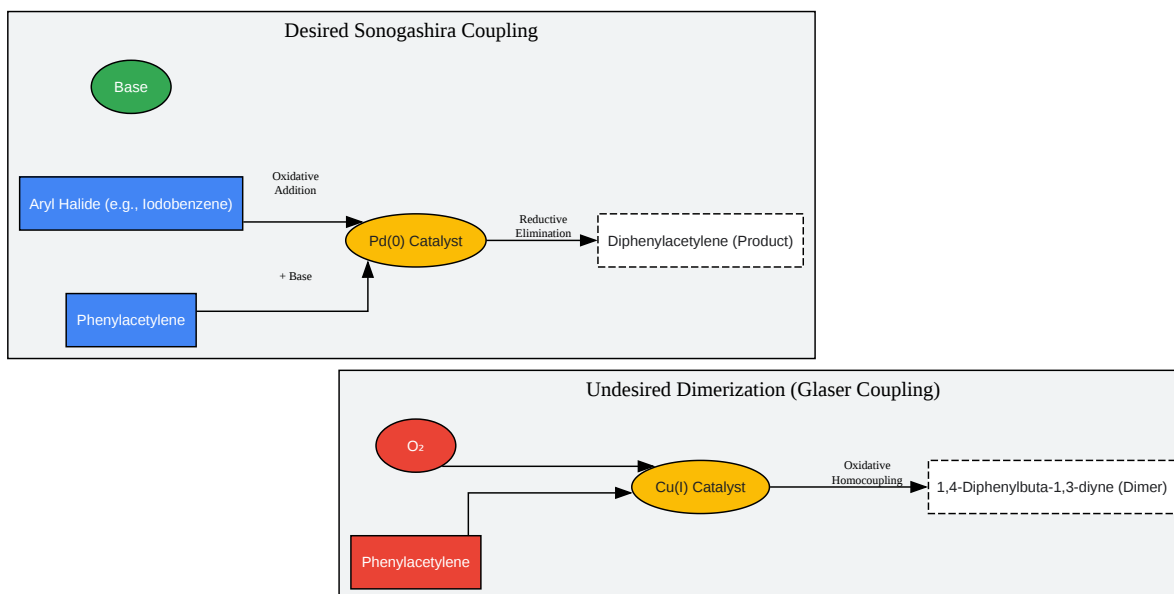 Desired Sonogashira Coupling
Base
Oxidative
Addition
Aryl Halide (e.g., Iodobenzene)
Reductive
Elimination
Pd(0) Catalyst
Diphenylacetylene (Product)
+ Base
Phenylacetylene
Undesired Dimerization (Glaser Coupling)
O₂
Oxidative
Homocoupling
Cu(I) Catalyst
1,4-Diphenylbuta-1,3-diyne (Dimer)
Phenylacetylene